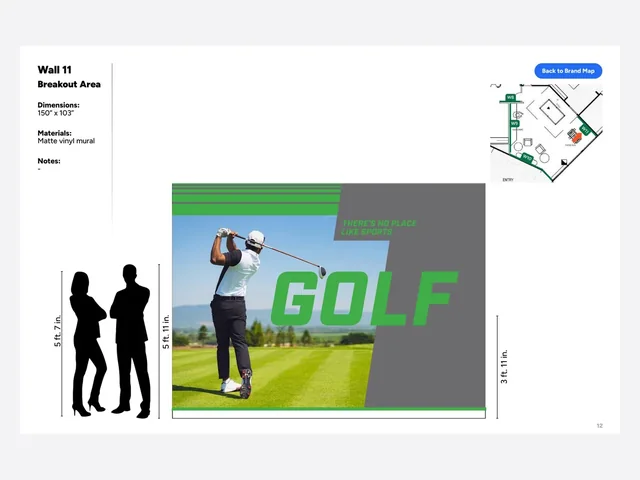 Wall 11
Breakout Area
Dimensions:
150" x 103"
Materials:
Matte vinyl mural
Notes:
-
Back to Brand Map
ENTRY
THERE'S NO PLACE
LIKE SPORTS
GOLF
5 ft. 7 in.
5 ft. 11 in.
3 ft. 11 in.
12